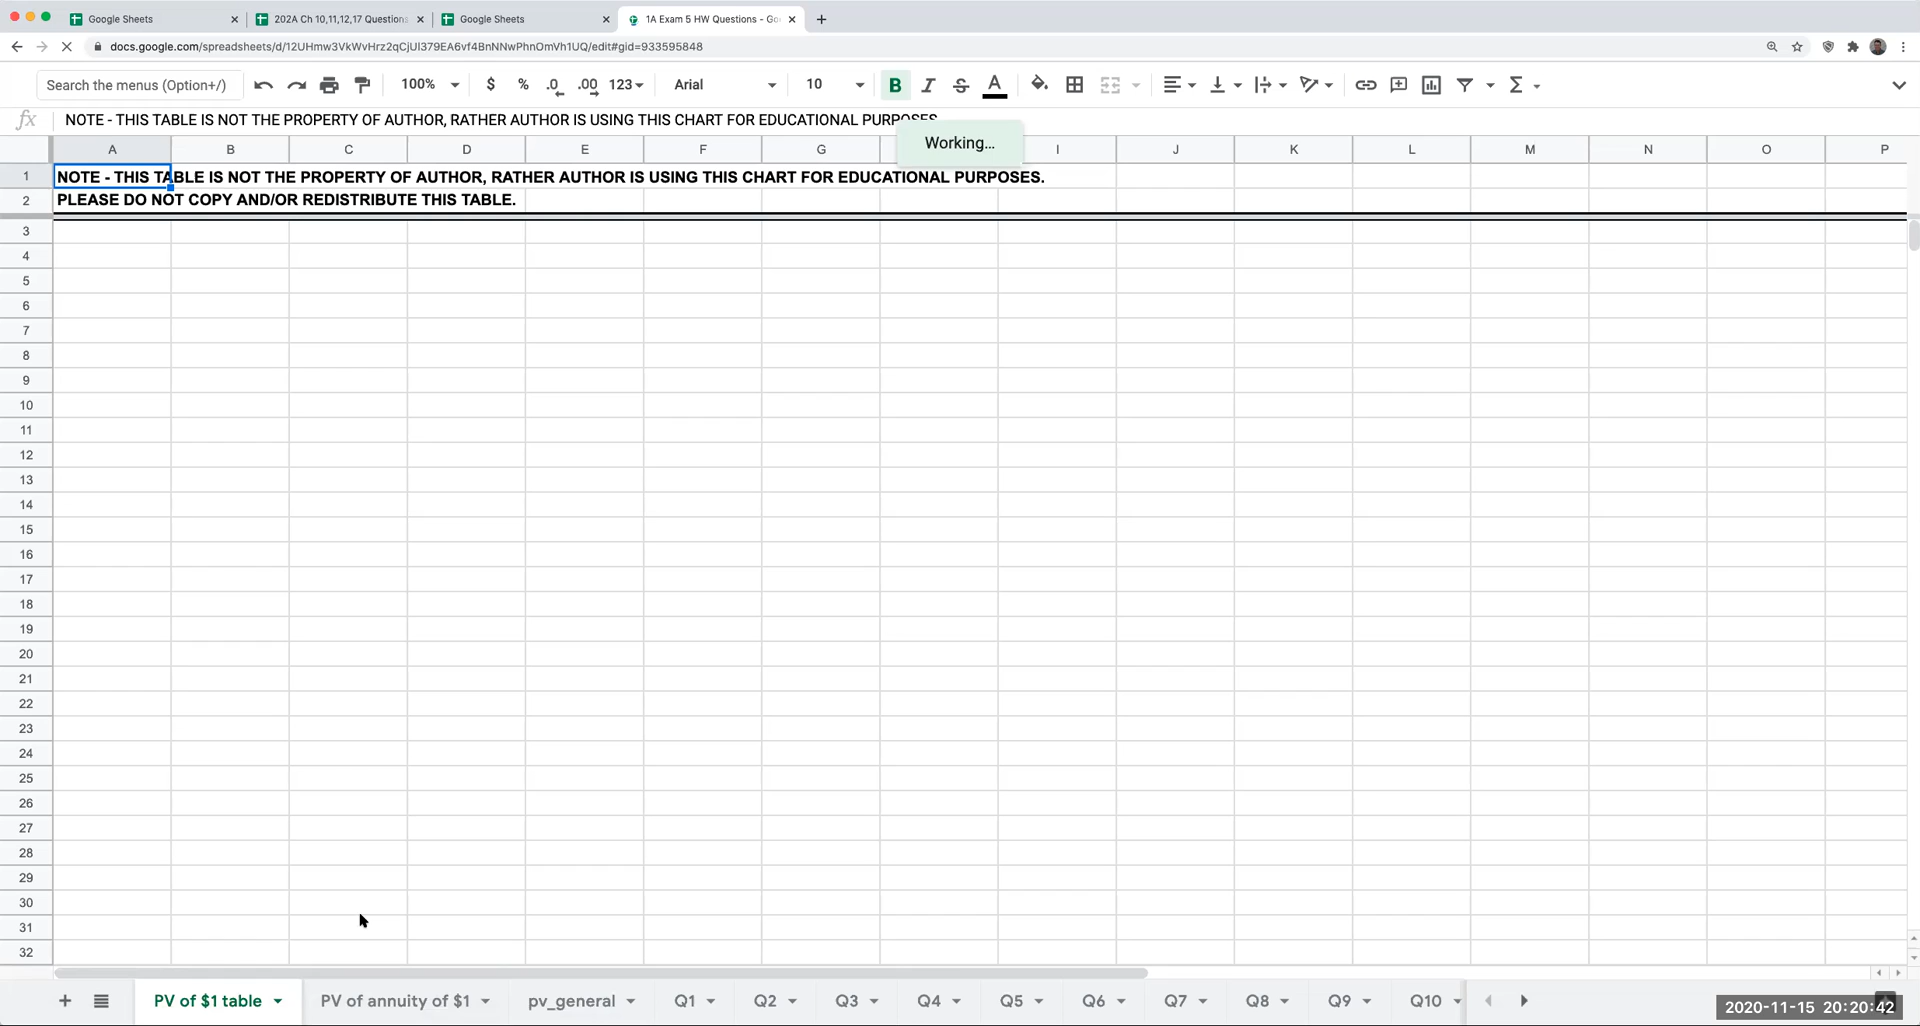 Google Sheets
202A Ch 10,11,12,17 Questions
Google Sheets
1A Exam 5 HW Questions - Go
docs.google.com/spreadsheets/d/12UHmw3VkWvHrz2qCjUI379EA6vf4BnNNwPhnOmVh1UQ/edit#gid=933595848
Search the menus (Option+/) 100% $ % .0 .00 123 Arial 10 B I S A Σ
fx NOTE - THIS TABLE IS NOT THE PROPERTY OF AUTHOR, RATHER AUTHOR IS USING THIS CHART FOR EDUCATIONAL PURPOSES
Working...
A B C D E F G I J K L M N O P
1 NOTE - THIS TABLE IS NOT THE PROPERTY OF AUTHOR, RATHER AUTHOR IS USING THIS CHART FOR EDUCATIONAL PURPOSES.
2 PLEASE DO NOT COPY AND/OR REDISTRIBUTE THIS TABLE.
3
4
5
6
7
8
9
10
11
12
13
14
15
16
17
18
19
20
21
22
23
24
25
26
27
28
29
30
31
32
PV of $1 table PV of annuity of $1 pv_general Q1 Q2 Q3 Q4 Q5 Q6 Q7 Q8 Q9 Q10
2020-11-15 20:20:42